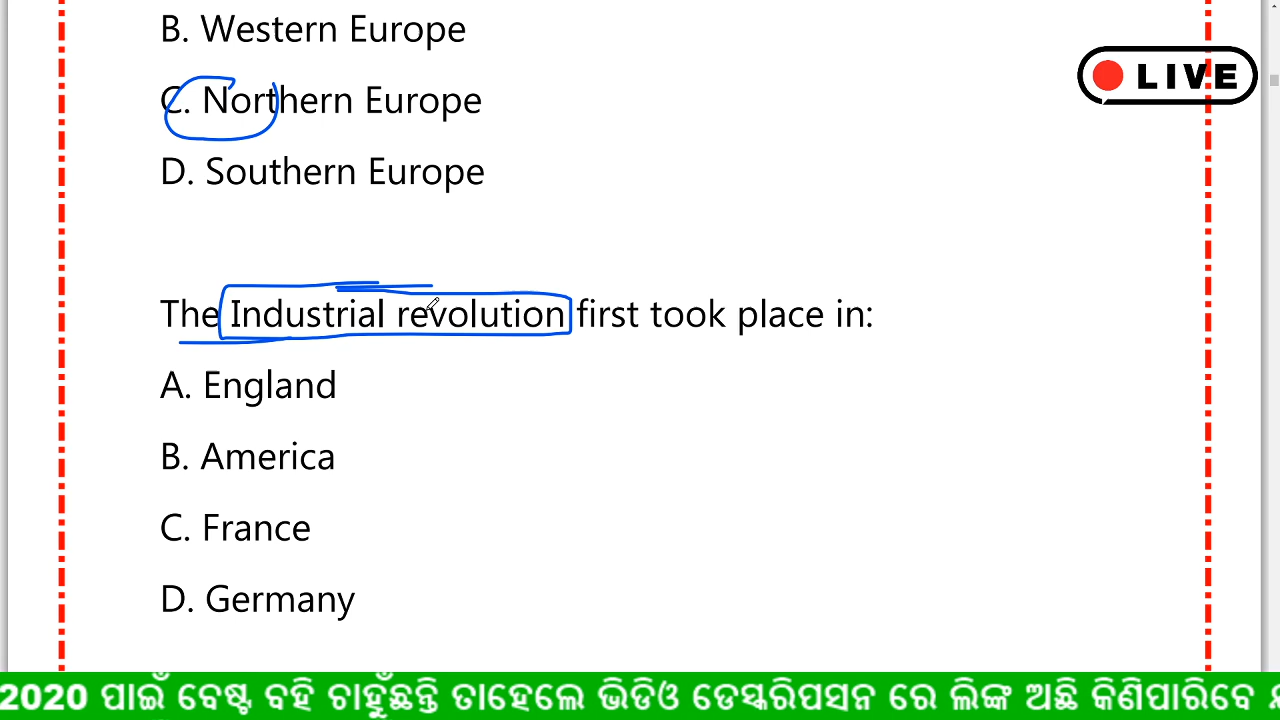 B. Western Europe
LIVE
C. Northern Europe
D. Southern Europe
The Industrial revolution first took place in:
A. England
B. America
C. France
D. Germany
2020 ପାଇଁ ବେଷ୍ଟ ବହି ଚାହୁଁଛନ୍ତି ତାହେଲେ ଭିଡିଓ ଡେସ୍କରିପସନ ରେ ଲିଙ୍କ ଅଛି କିଣିପାରିବେ